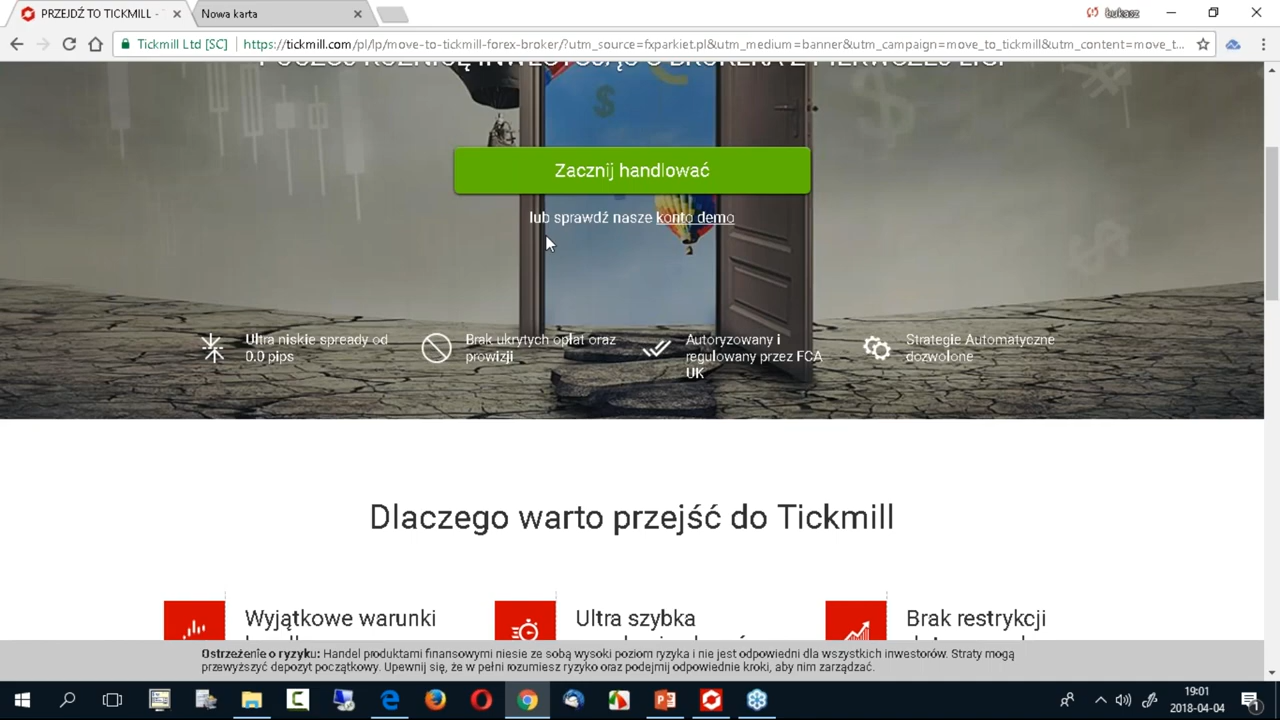 PRZEJDŹ TO TICKMILL -
Nowa karta
łukasz
Tickmill Ltd [SC]
https://tickmill.com/pl/lp/move-to-tickmill-forex-broker/?utm_source=fxparkiet.pl&utm_medium=banner&utm_campaign=move_to_tickmill&utm_content=move_t...
Zacznij handlować
lub sprawdź nasze konto demo
Ultra niskie spready od
0.0 pips
Brak ukrytych opłat oraz
prowizji
Autoryzowany i
regulowany przez FCA
UK
Strategie Automatyczne
dozwolone
Dlaczego warto przejść do Tickmill
Wyjątkowe warunki
Ultra szybka
Brak restrykcji
Ostrzeżenie o ryzyku: Handel produktami finansowymi niesie ze sobą wysoki poziom ryzyka i nie jest odpowiedni dla wszystkich inwestorów. Straty mogą
przewyższyć depozyt początkowy. Upewnij się, że w pełni rozumiesz ryzyko oraz podejmij odpowiednie kroki, aby nim zarządzać.
19:01
2018-04-04